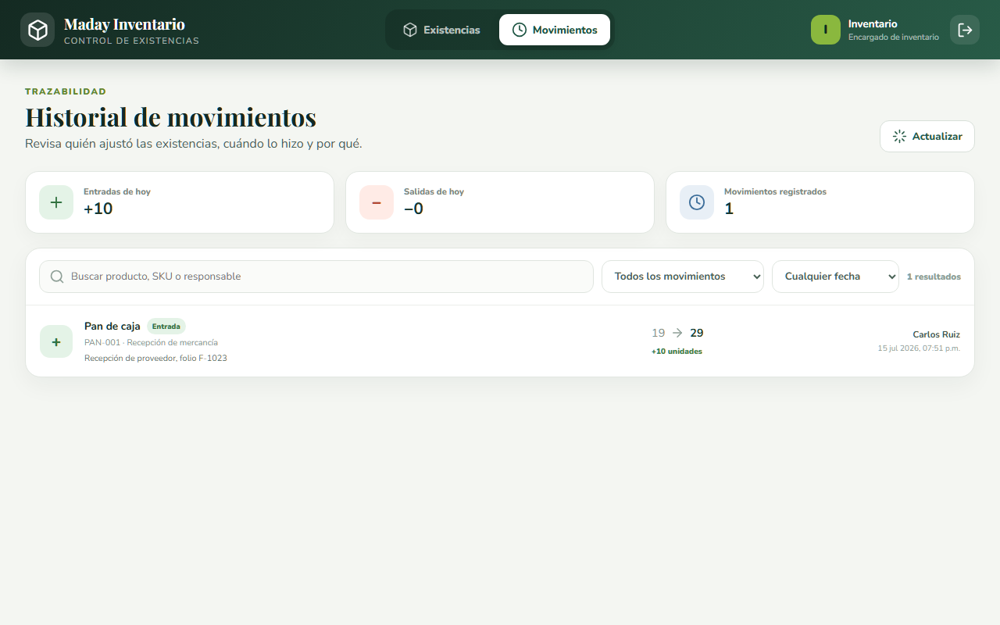 Maday Inventario
CONTROL DE EXISTENCIAS
Existencias
Movimientos
I
Inventario
Encargado de inventario
TRAZABILIDAD
Historial de movimientos
Revisa quién ajustó las existencias, cuándo lo hizo y por qué.
Actualizar
Entradas de hoy
+10
Salidas de hoy
−0
Movimientos registrados
1
Buscar producto, SKU o responsable
Todos los movimientos
Cualquier fecha
1 resultados
Pan de caja
Entrada
PAN-001 · Recepción de mercancía
Recepción de proveedor, folio F-1023
19 → 29
+10 unidades
Carlos Ruiz
15 jul 2026, 07:51 p.m.